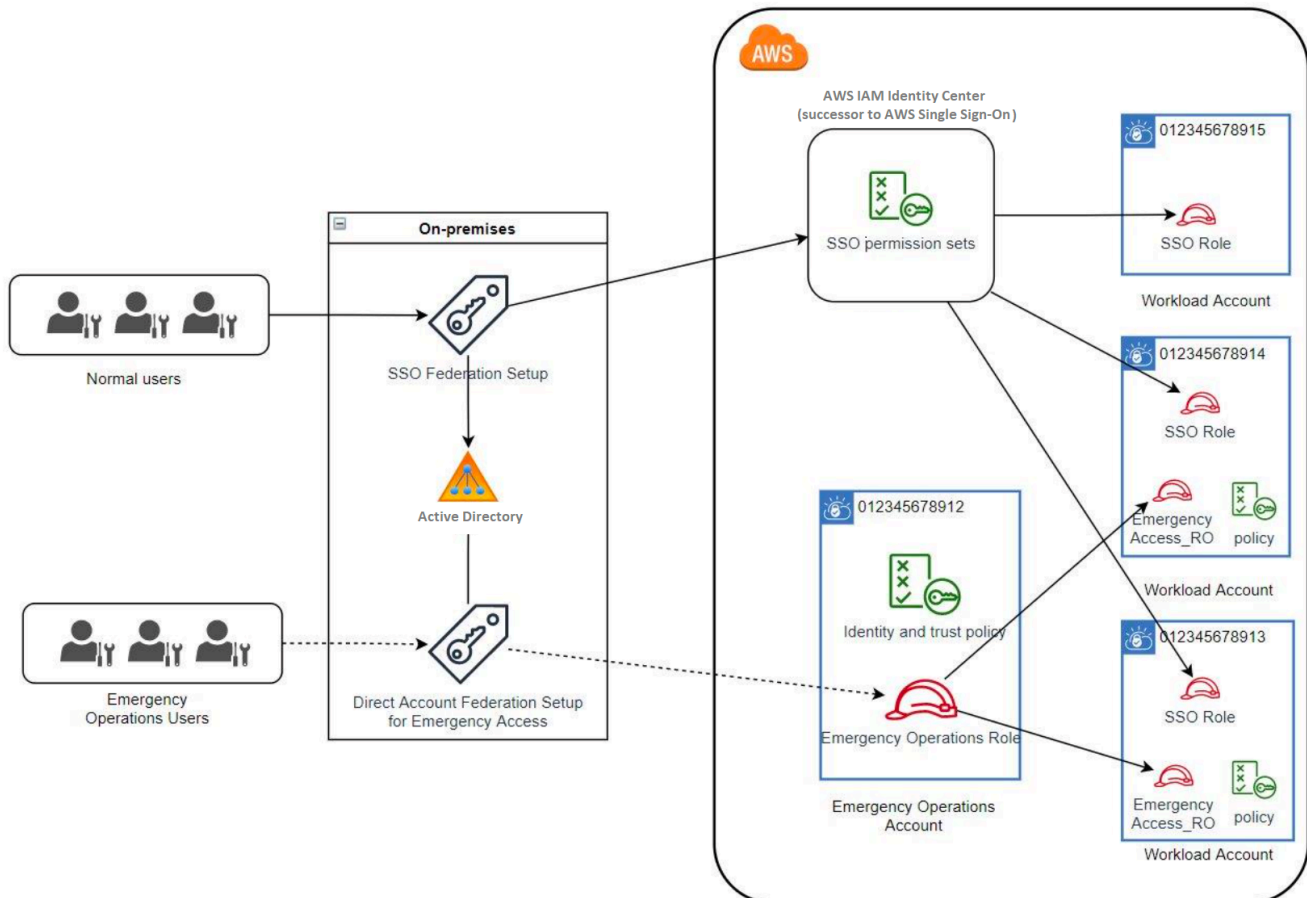 AWS
AWS IAM Identity Center
(successor to AWS Single Sign-On)
SSO permission sets
012345678915
SSO Role
Workload Account
On-premises
SSO Federation Setup
Normal users
Active Directory
012345678914
SSO Role
Emergency
Access_RO
policy
Workload Account
012345678912
Identity and trust policy
Emergency Operations Role
Emergency Operations
Account
Emergency
Operations Users
Direct Account Federation Setup
for Emergency Access
012345678913
SSO Role
Emergency
Access_RO
policy
Workload Account